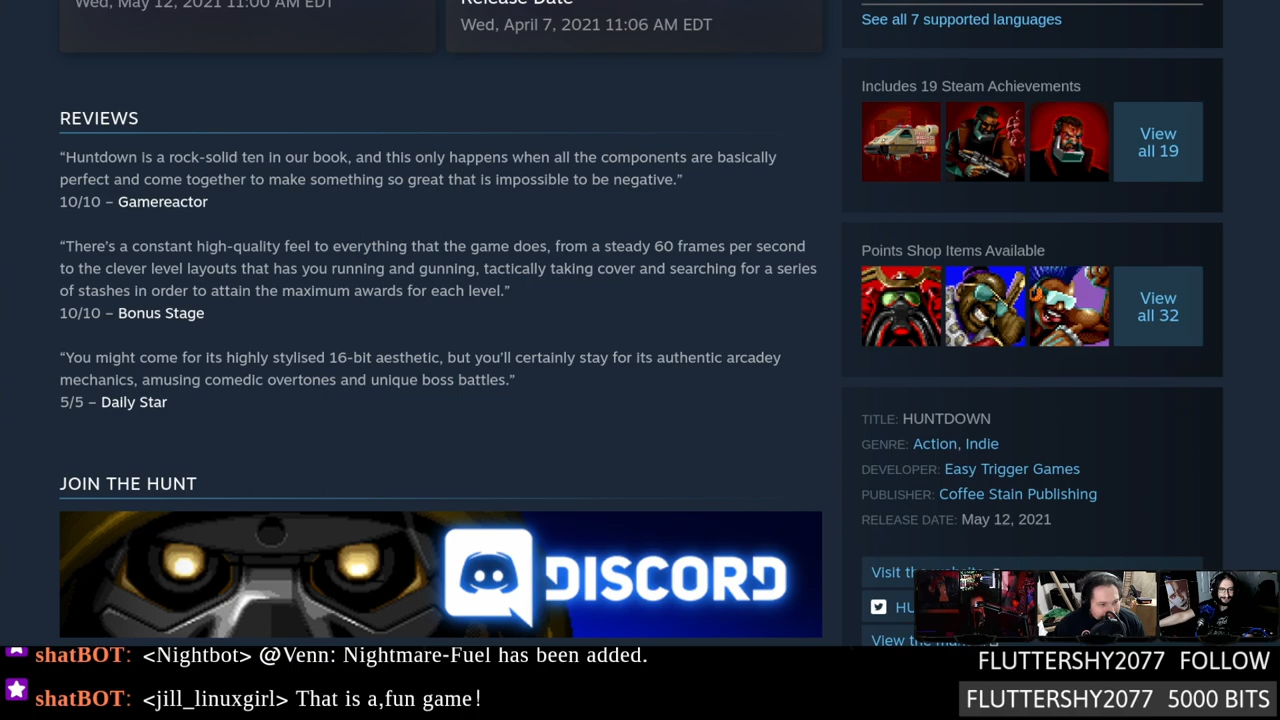 Wed, May 12, 2021 11:00 AM EDT
Release Date
Wed, April 7, 2021 11:06 AM EDT
REVIEWS
“Huntdown is a rock-solid ten in our book, and this only happens when all the components are basically
perfect and come together to make something so great that is impossible to be negative.”
10/10 – Gamereactor
“There’s a constant high-quality feel to everything that the game does, from a steady 60 frames per second
to the clever level layouts that has you running and gunning, tactically taking cover and searching for a series
of stashes in order to attain the maximum awards for each level.”
10/10 – Bonus Stage
“You might come for its highly stylised 16-bit aesthetic, but you’ll certainly stay for its authentic arcadey
mechanics, amusing comedic overtones and unique boss battles.”
5/5 – Daily Star
JOIN THE HUNT
DISCORD
See all 7 supported languages
Includes 19 Steam Achievements
View
all 19
Points Shop Items Available
View
all 32
TITLE: HUNTDOWN
GENRE: Action, Indie
DEVELOPER: Easy Trigger Games
PUBLISHER: Coffee Stain Publishing
RELEASE DATE: May 12, 2021
Visit the
HU
View the
shatBOT: <Nightbot> @Venn: Nightmare-Fuel has been added.
shatBOT: <jill_linuxgirl> That is a,fun game!
FLUTTERSHY2077 FOLLOW
FLUTTERSHY2077 5000 BITS